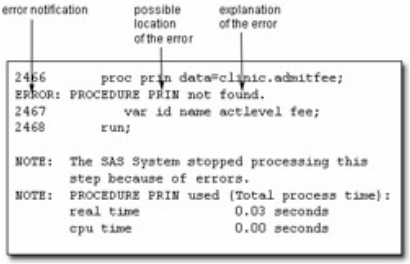 error notification
possible location of the error
explanation of the error
2466 proc prin data=clinic.admitfee;
ERROR: PROCEDURE PRIN not found.
2467 var id name actlevel fee;
2468 run;
NOTE: The SAS System stopped processing this
step because of errors.
NOTE: PROCEDURE PRIN used (Total process time):
real time 0.03 seconds
cpu time 0.00 seconds